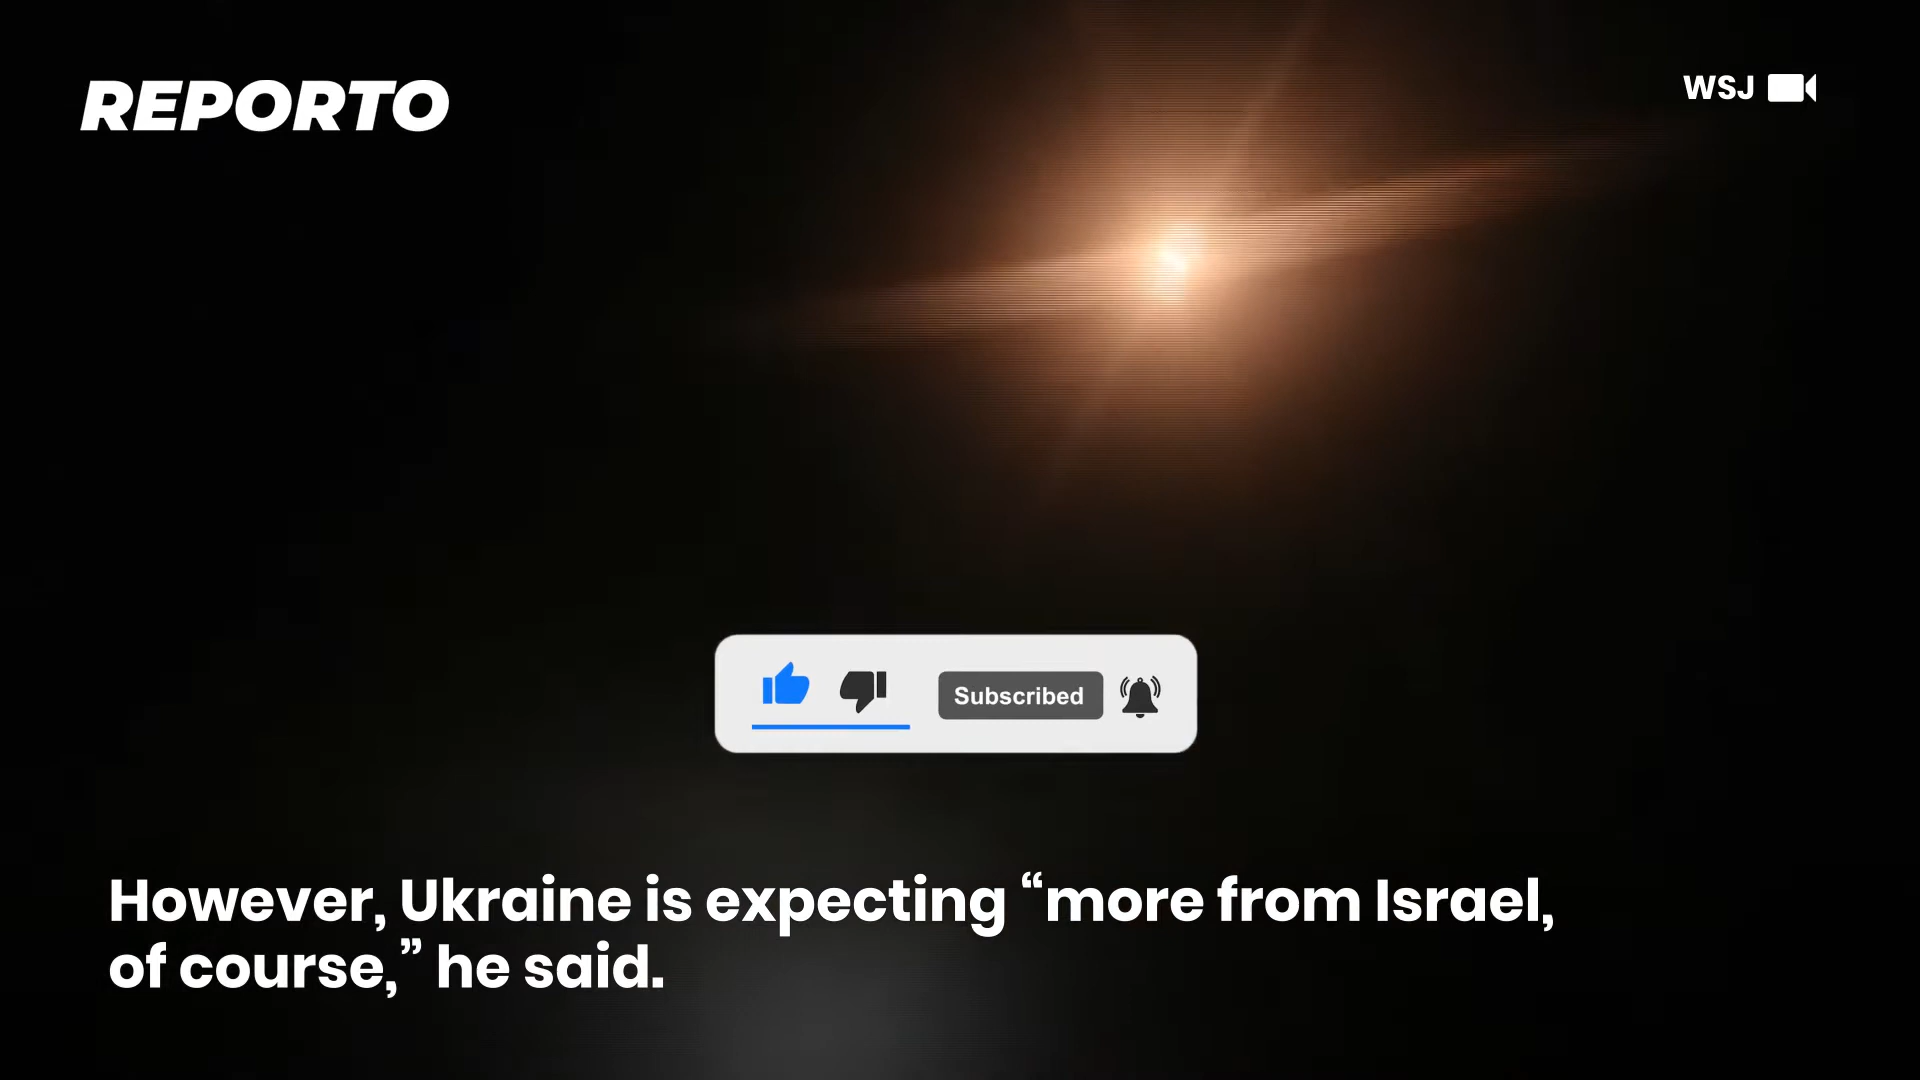 REPORTO
WSJ
Subscribed
However, Ukraine is expecting “more from Israel,
of course,” he said.